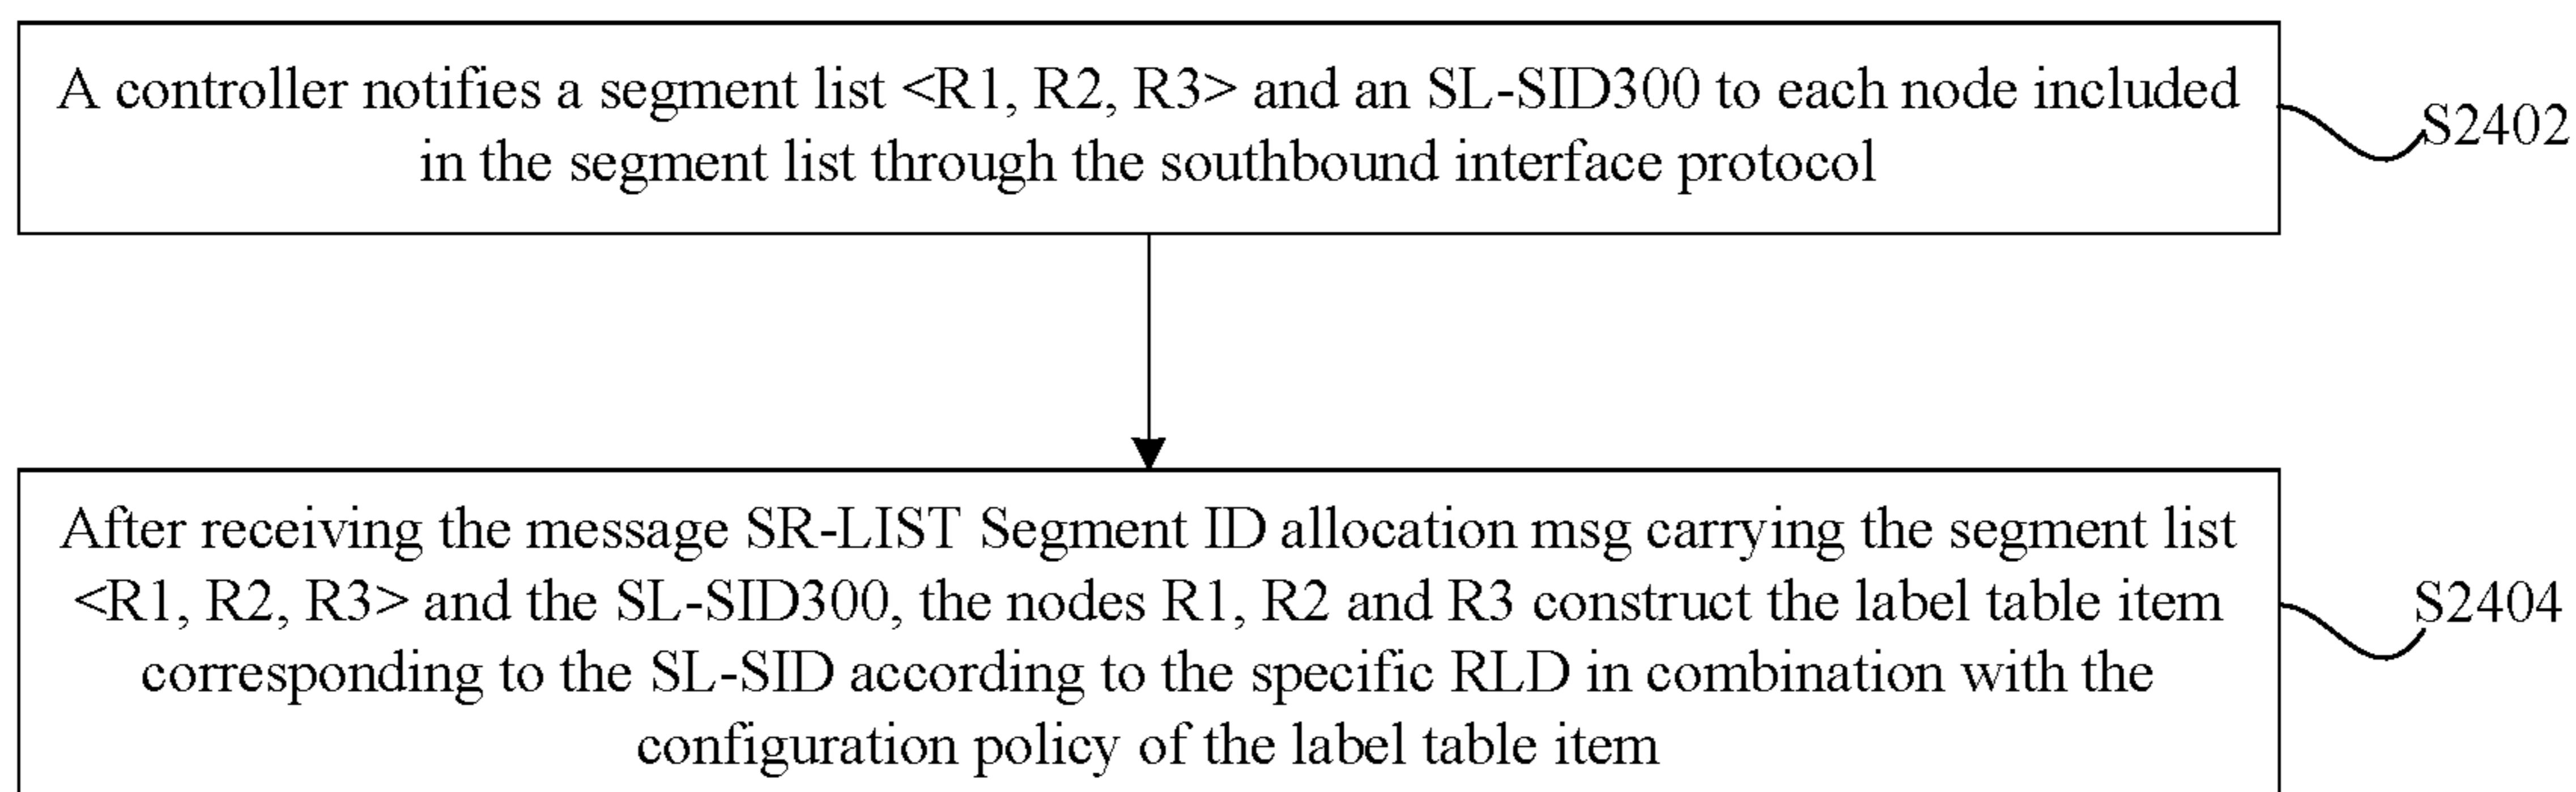 A controller notifies a segment list <R1, R2, R3> and an SL-SID300 to each node included
in the segment list through the southbound interface protocol
S2402
After receiving the message SR-LIST Segment ID allocation msg carrying the segment list
<R1, R2, R3> and the SL-SID300, the nodes R1, R2 and R3 construct the label table item
corresponding to the SL-SID according to the specific RLD in combination with the
configuration policy of the label table item
S2404